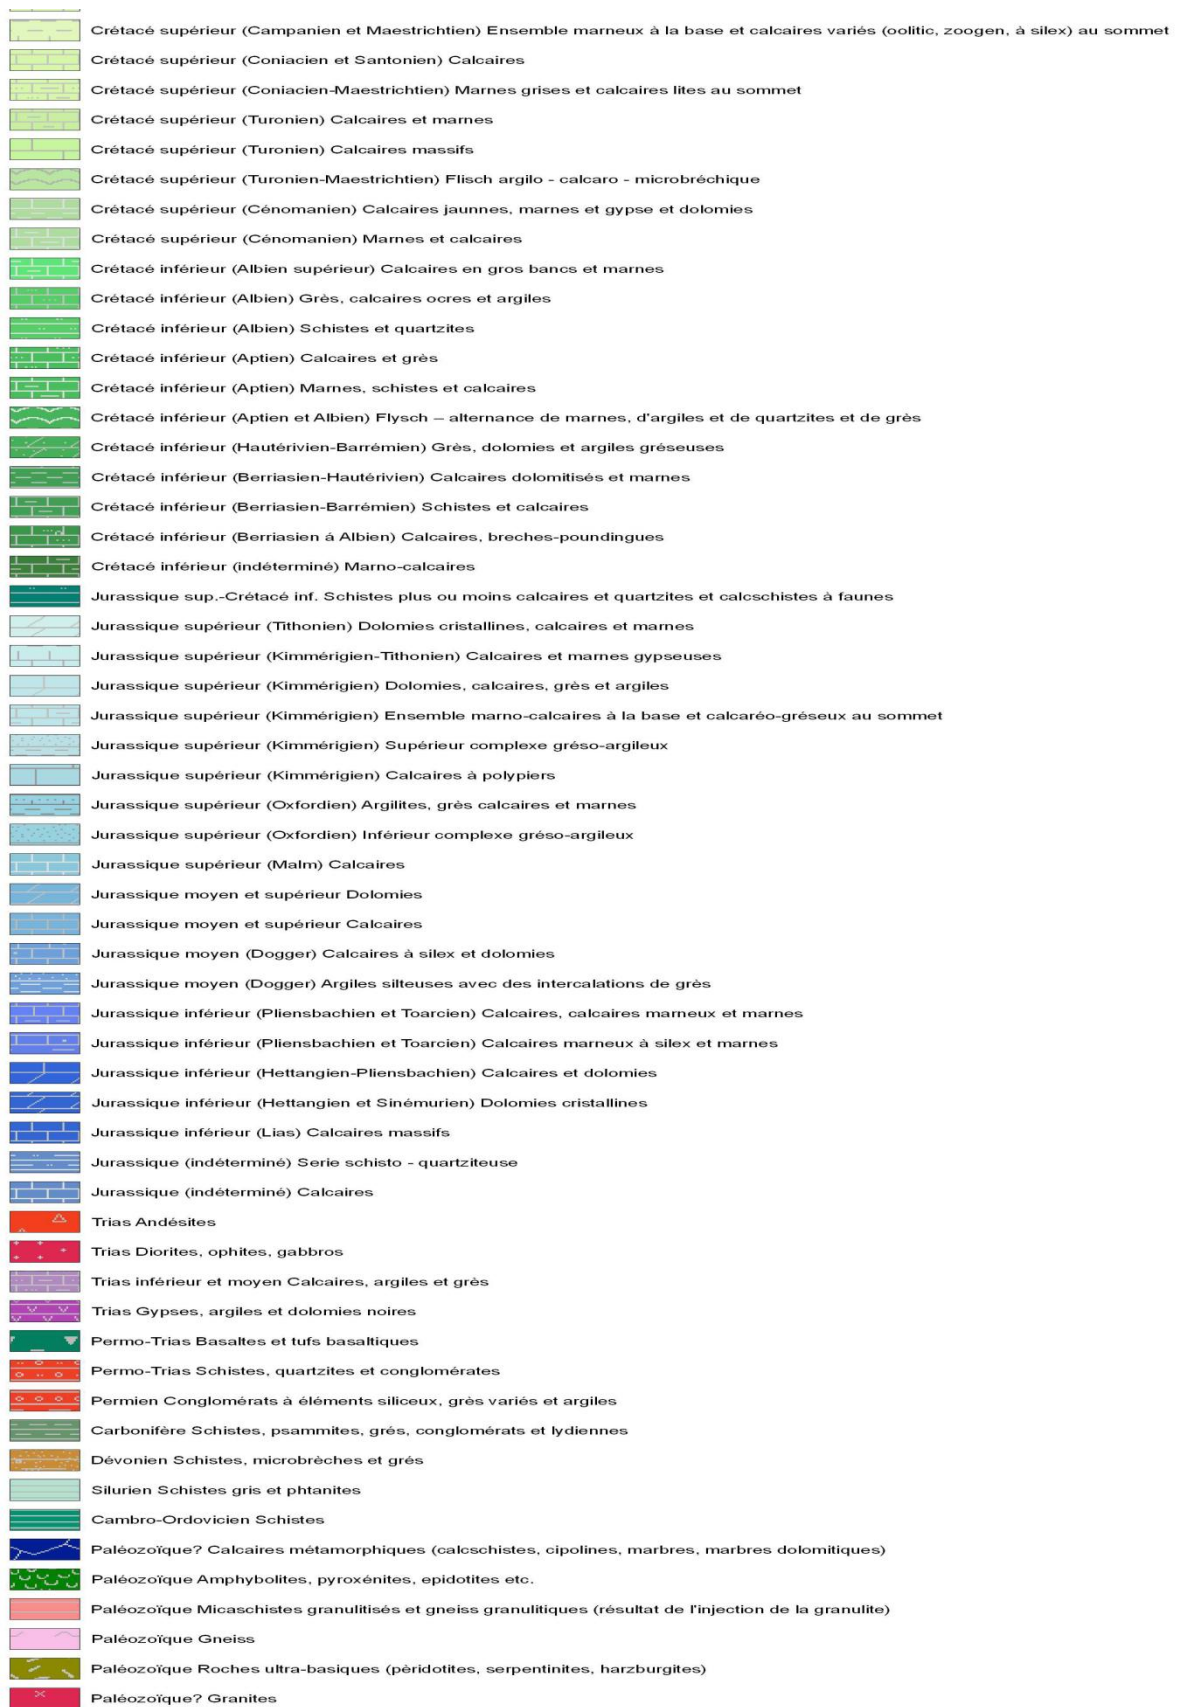 Crétacé supérieur (Campanien et Maestrichtien) Ensemble marneux à la base et calcaires variés (oolitic, zoogen, à silex) au sommet
Crétacé supérieur (Coniacien et Santonien) Calcaires
Crétacé supérieur (Coniacien-Maestrichtien) Marnes grises et calcaires lites au sommet
Crétacé supérieur (Turonien) Calcaires et marnes
Crétacé supérieur (Turonien) Calcaires massifs
Crétacé supérieur (Turonien-Maestrichtien) Flisch argilo - calcaro - microbréchique
Crétacé supérieur (Cénomanien) Calcaires jaunnes, marnes et gypse et dolomies
Crétacé supérieur (Cénomanien) Marnes et calcaires
Crétacé inférieur (Albien supérieur) Calcaires en gros bancs et marnes
Crétacé inférieur (Albien) Grès, calcaires ocres et argiles
Crétacé inférieur (Albien) Schistes et quartzites
Crétacé inférieur (Aptien) Calcaires et grès
Crétacé inférieur (Aptien) Marnes, schistes et calcaires
Crétacé inférieur (Aptien et Albien) Flysch – alternance de marnes, d'argiles et de quartzites et de grès
Crétacé inférieur (Hautérivien-Barrémien) Grès, dolomies et argiles gréseuses
Crétacé inférieur (Berriasien-Hautérivien) Calcaires dolomitisés et marnes
Crétacé inférieur (Berriasien-Barrémien) Schistes et calcaires
Crétacé inférieur (Berriasien á Albien) Calcaires, breches-poundingues
Crétacé inférieur (indéterminé) Marno-calcaires
Jurassique sup.-Crétacé inf. Schistes plus ou moins calcaires et quartzites et calcschistes à faunes
Jurassique supérieur (Tithonien) Dolomies cristallines, calcaires et marnes
Jurassique supérieur (Kimmérigien-Tithonien) Calcaires et marnes gypseuses
Jurassique supérieur (Kimmérigien) Dolomies, calcaires, grès et argiles
Jurassique supérieur (Kimmérigien) Ensemble marno-calcaires à la base et calcaréo-gréseux au sommet
Jurassique supérieur (Kimmérigien) Supérieur complexe gréso-argileux
Jurassique supérieur (Kimmérigien) Calcaires à polypiers
Jurassique supérieur (Oxfordien) Argilites, grès calcaires et marnes
Jurassique supérieur (Oxfordien) Inférieur complexe gréso-argileux
Jurassique supérieur (Malm) Calcaires
Jurassique moyen et supérieur Dolomies
Jurassique moyen et supérieur Calcaires
Jurassique moyen (Dogger) Calcaires à silex et dolomies
Jurassique moyen (Dogger) Argiles silteuses avec des intercalations de grès
Jurassique inférieur (Pliensbachien et Toarcien) Calcaires, calcaires marneux et marnes
Jurassique inférieur (Pliensbachien et Toarcien) Calcaires marneux à silex et marnes
Jurassique inférieur (Hettangien-Pliensbachien) Calcaires et dolomies
Jurassique inférieur (Hettangien et Sinémurien) Dolomies cristallines
Jurassique inférieur (Lias) Calcaires massifs
Jurassique (indéterminé) Serie schisto - quartziteuse
Jurassique (indéterminé) Calcaires
Trias Andésites
Trias Diorites, ophites, gabbros
Trias inférieur et moyen Calcaires, argiles et grès
Trias Gypses, argiles et dolomies noires
Permo-Trias Basaltes et tufs basaltiques
Permo-Trias Schistes, quartzites et conglomérates
Permien Conglomérats à éléments siliceux, grès variés et argiles
Carbonifère Schistes, psammites, grés, conglomérats et lydiennes
Dévonien Schistes, microbrèches et grés
Silurien Schistes gris et phtanites
Cambro-Ordovicien Schistes
Paléozoïque? Calcaires métamorphiques (calcschistes, cipolines, marbres, marbres dolomitiques)
Paléozoïque Amphybolites, pyroxénites, epidotites etc.
Paléozoïque Micaschistes granulitisés et gneiss granulitiques (résultat de l'injection de la granulite)
Paléozoïque Gneiss
Paléozoïque Roches ultra-basiques (pèridotites, serpentinites, harzburgites)
Paléozoïque? Granites